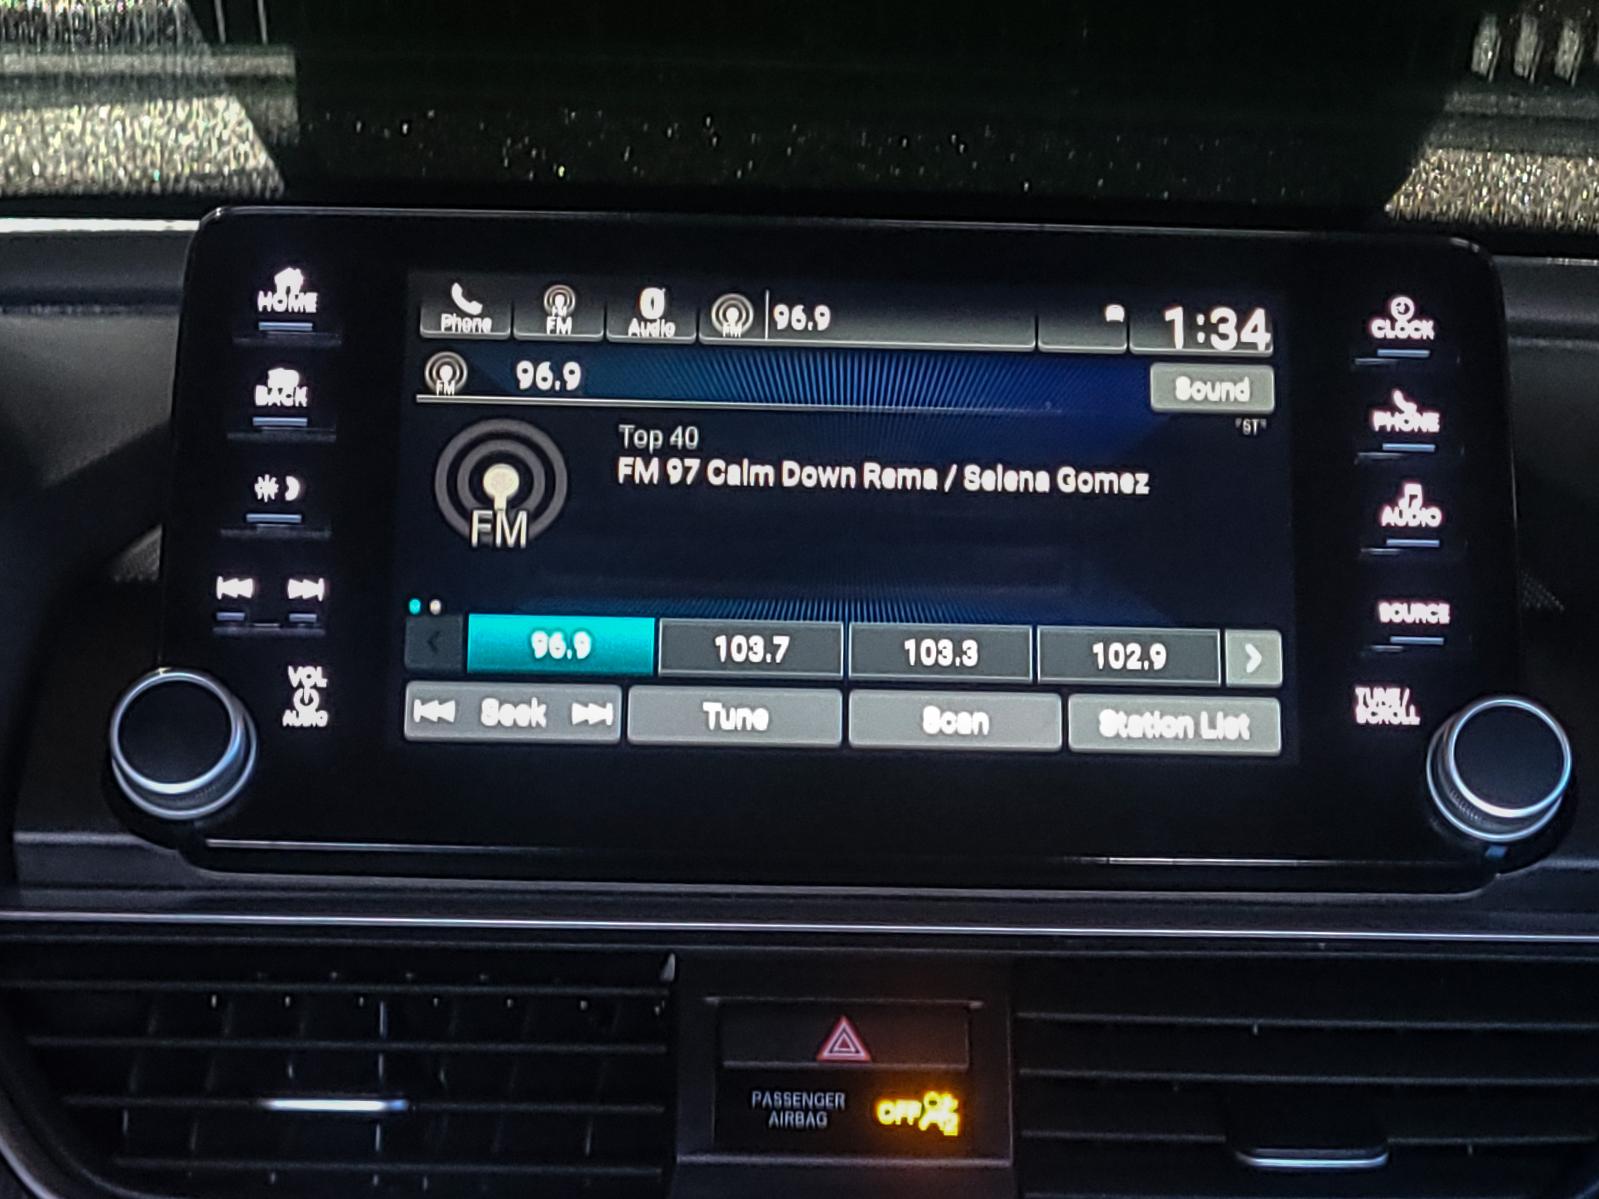 HOME
Phone
FM
Audio
FM
96.9
1:34
CLOCK
FM
96.9
Sound
BACK
PHONE
"ST"
Top 40
FM 97 Calm Down Rema / Selena Gomez
FM
AUDIO
96.9
103.7
103.3
102.9
SOURCE
VOL
AUDIO
Seek
Tune
Scan
Station List
TUNE/
SCROLL
PASSENGER
AIRBAG
OFF